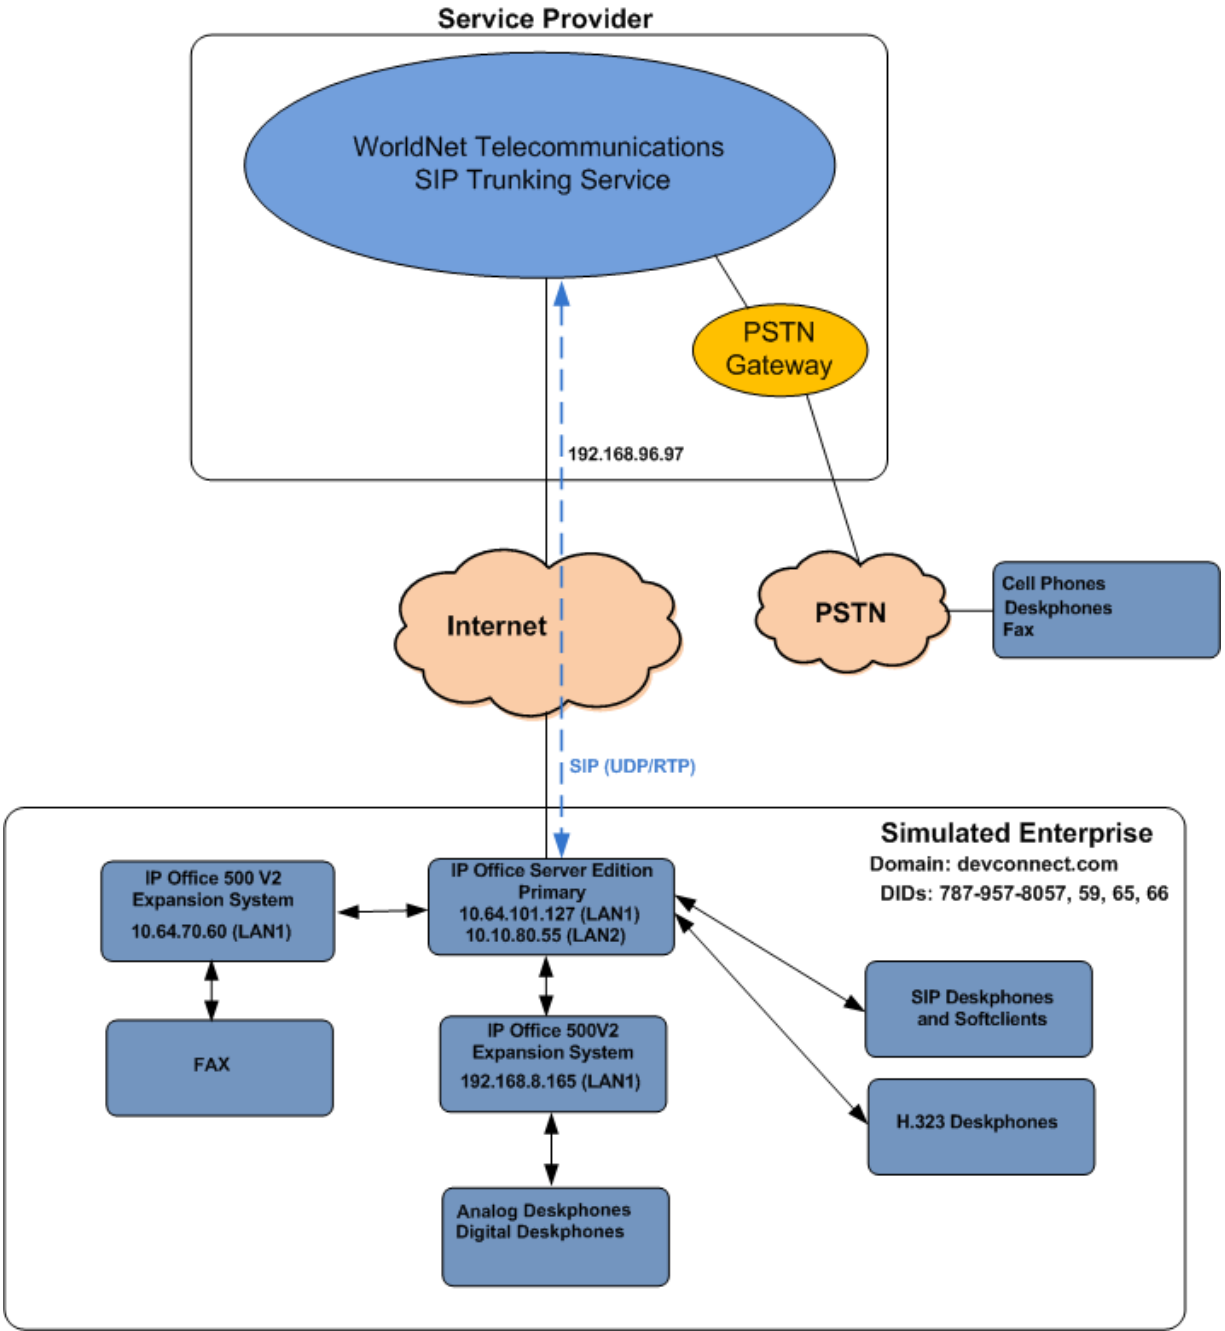 Service Provider
WorldNet Telecommunications
SIP Trunking Service
PSTN
Gateway
192.168.96.97
Internet
PSTN
Cell Phones
Deskphones
Fax
SIP (UDP/RTP)
Simulated Enterprise
Domain: devconnect.com
DIDs: 787-957-8057, 59, 65, 66
IP Office 500 V2
Expansion System
10.64.70.60 (LAN1)
IP Office Server Edition
Primary
10.64.101.127 (LAN1)
10.10.80.55 (LAN2)
SIP Deskphones
and Softclients
FAX
IP Office 500V2
Expansion System
192.168.8.165 (LAN1)
H.323 Deskphones
Analog Deskphones
Digital Deskphones